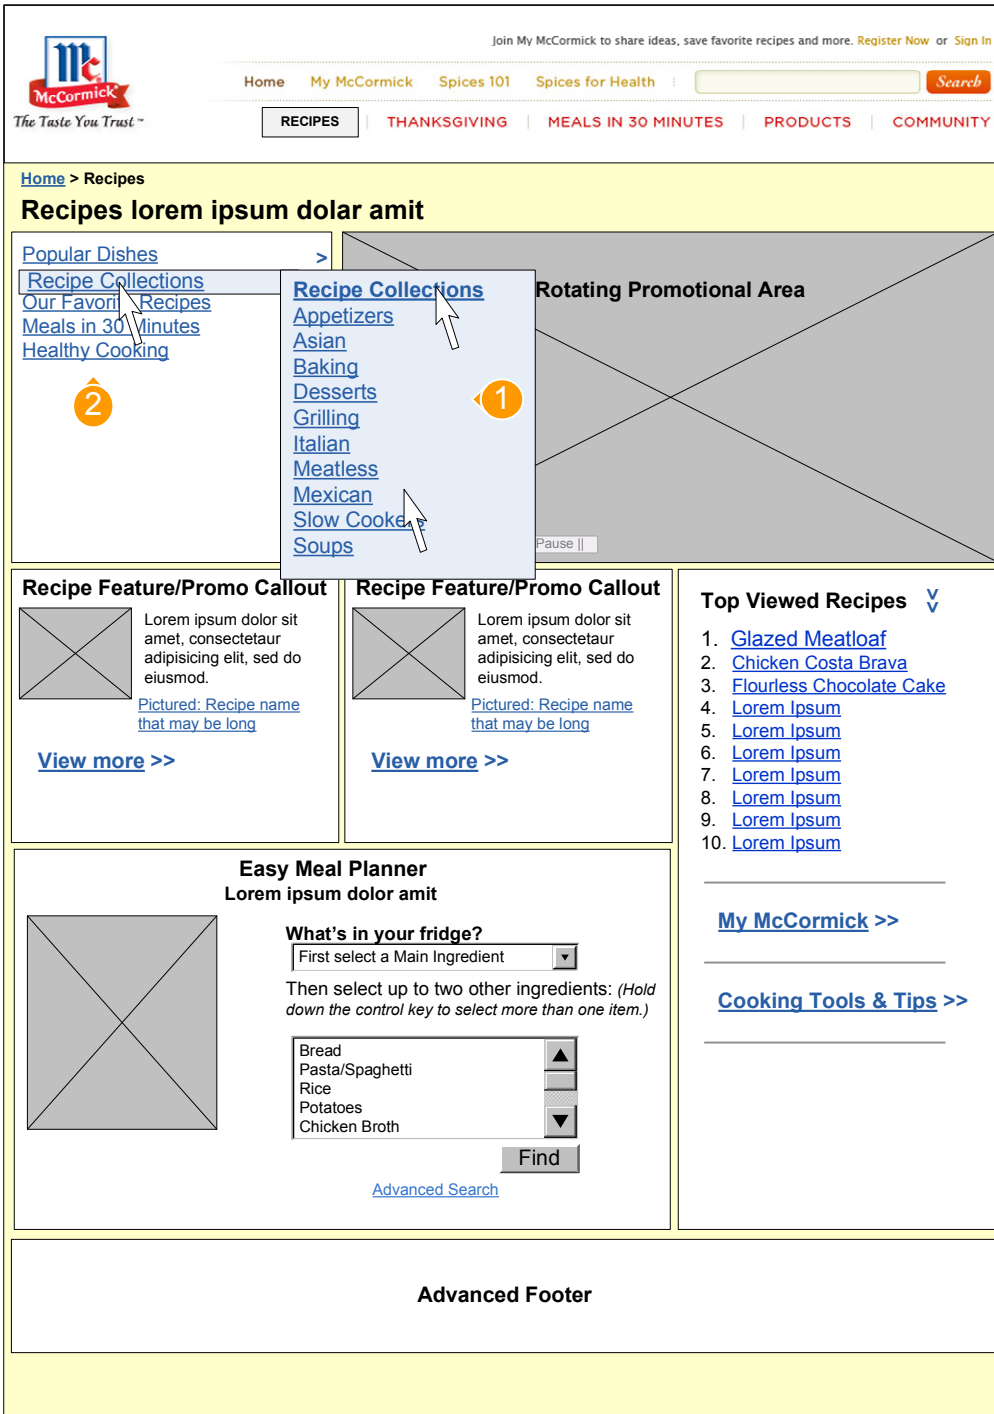 Join My McCormick to share ideas, save favorite recipes and more. Register Now or Sign In
Mc
McCormick
The Taste You Trust™
Home My McCormick Spices 101 Spices for Health Search
RECIPES | THANKSGIVING | MEALS IN 30 MINUTES | PRODUCTS | COMMUNITY
Home > Recipes
Recipes lorem ipsum dolar amit
Popular Dishes >
Recipe Collections
Our Favorite Recipes
Meals in 30 Minutes
Healthy Cooking
2
Recipe Collections
Appetizers
Asian
Baking
Desserts
Grilling
Italian
Meatless
Mexican
Slow Cookers
Soups
1
Rotating Promotional Area
Pause ||
Recipe Feature/Promo Callout
Lorem ipsum dolor sit
amet, consectetaur
adipisicing elit, sed do
eiusmod.
Pictured: Recipe name
that may be long
View more >>
Recipe Feature/Promo Callout
Lorem ipsum dolor sit
amet, consectetaur
adipisicing elit, sed do
eiusmod.
Pictured: Recipe name
that may be long
View more >>
Top Viewed Recipes >>
1. Glazed Meatloaf
2. Chicken Costa Brava
3. Flourless Chocolate Cake
4. Lorem Ipsum
5. Lorem Ipsum
6. Lorem Ipsum
7. Lorem Ipsum
8. Lorem Ipsum
9. Lorem Ipsum
10. Lorem Ipsum
My McCormick >>
Cooking Tools & Tips >>
Easy Meal Planner
Lorem ipsum dolor amit
What's in your fridge?
First select a Main Ingredient
Then select up to two other ingredients: (Hold
down the control key to select more than one item.)
Bread
Pasta/Spaghetti
Rice
Potatoes
Chicken Broth
Find
Advanced Search
Advanced Footer